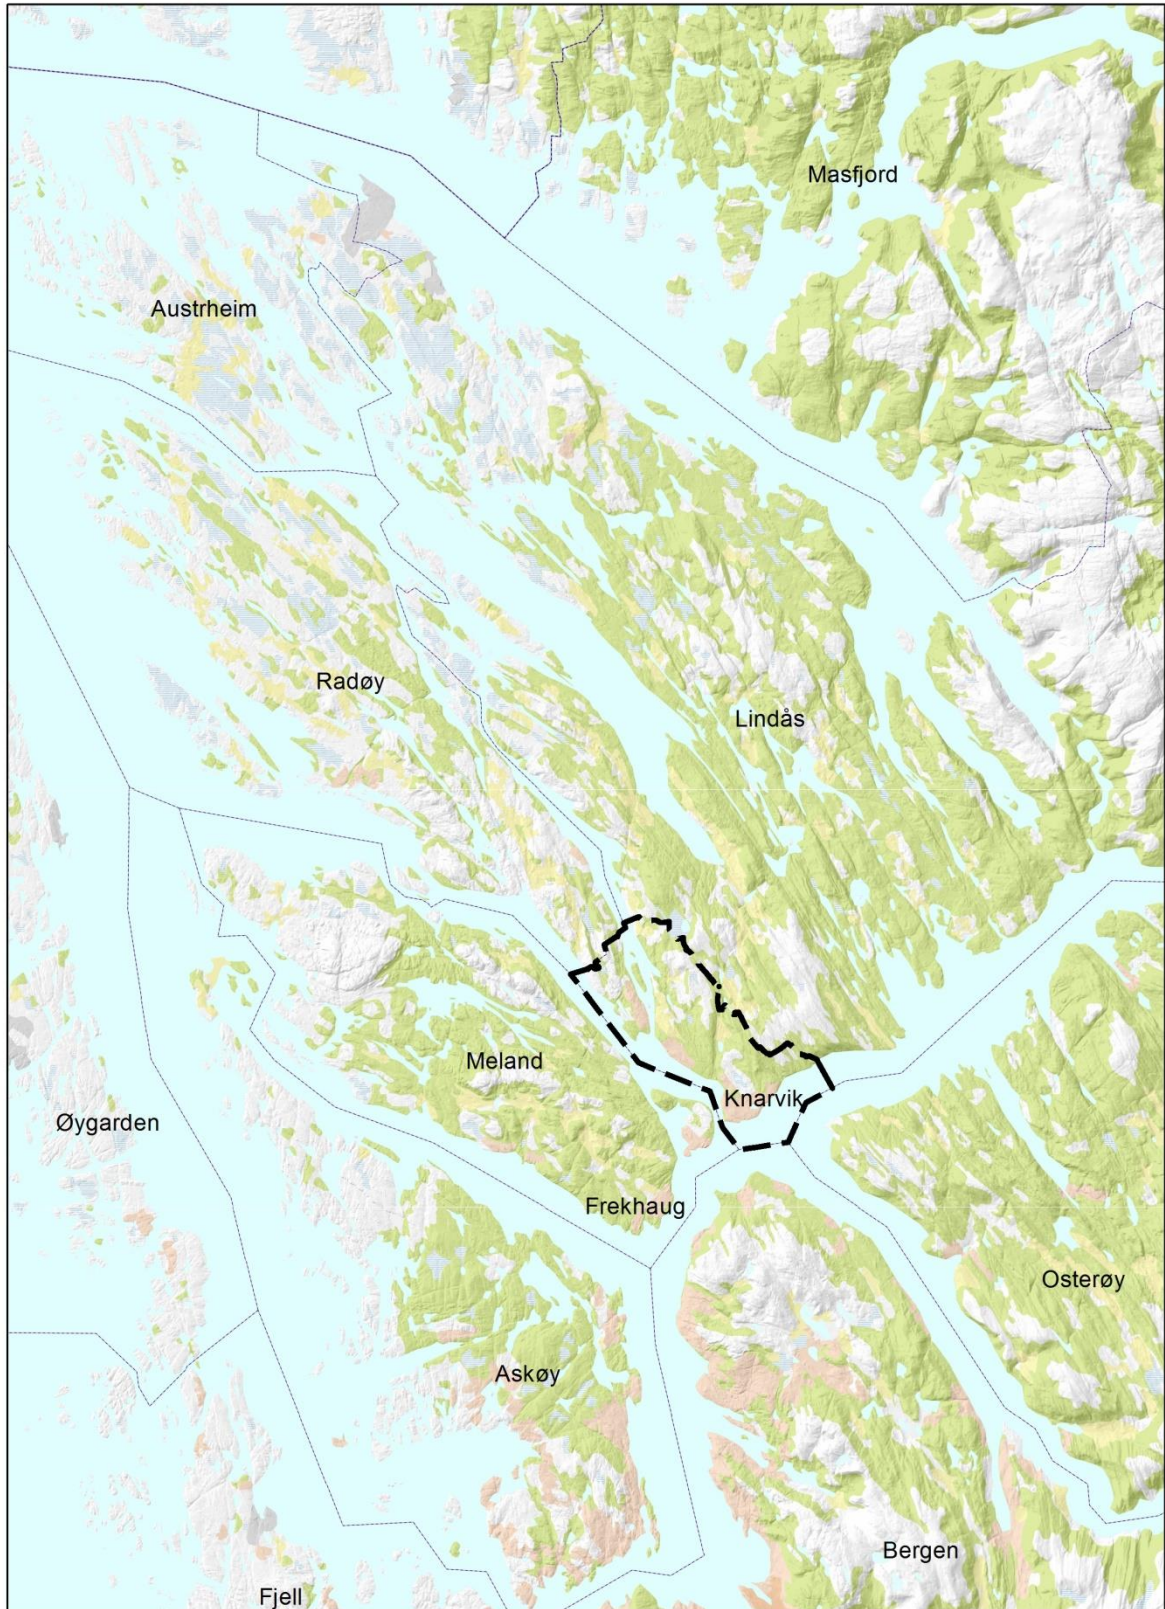 Masfjord
Austrheim
Radøy
Lindås
Meland
Knarvik
Øygarden
Frekhaug
Osterøy
Askøy
Bergen
Fjell